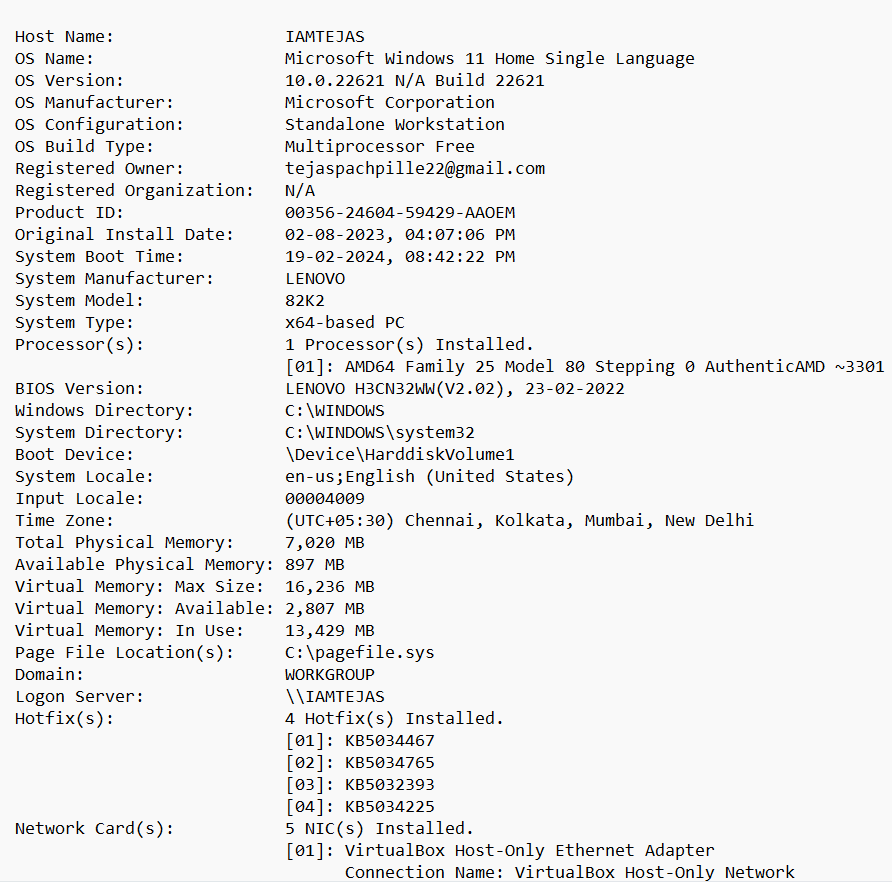 Host Name: IAMTEJAS
OS Name: Microsoft Windows 11 Home Single Language
OS Version: 10.0.22621 N/A Build 22621
OS Manufacturer: Microsoft Corporation
OS Configuration: Standalone Workstation
OS Build Type: Multiprocessor Free
Registered Owner: tejaspachpille22@gmail.com
Registered Organization: N/A
Product ID: 00356-24604-59429-AAOEM
Original Install Date: 02-08-2023, 04:07:06 PM
System Boot Time: 19-02-2024, 08:42:22 PM
System Manufacturer: LENOVO
System Model: 82K2
System Type: x64-based PC
Processor(s): 1 Processor(s) Installed.
[01]: AMD64 Family 25 Model 80 Stepping 0 AuthenticAMD ~3301
BIOS Version: LENOVO H3CN32WW(V2.02), 23-02-2022
Windows Directory: C:\WINDOWS
System Directory: C:\WINDOWS\system32
Boot Device: \Device\HarddiskVolume1
System Locale: en-us;English (United States)
Input Locale: 00004009
Time Zone: (UTC+05:30) Chennai, Kolkata, Mumbai, New Delhi
Total Physical Memory: 7,020 MB
Available Physical Memory: 897 MB
Virtual Memory: Max Size: 16,236 MB
Virtual Memory: Available: 2,807 MB
Virtual Memory: In Use: 13,429 MB
Page File Location(s): C:\pagefile.sys
Domain: WORKGROUP
Logon Server: \\IAMTEJAS
Hotfix(s): 4 Hotfix(s) Installed.
[01]: KB5034467
[02]: KB5034765
[03]: KB5032393
[04]: KB5034225
Network Card(s): 5 NIC(s) Installed.
[01]: VirtualBox Host-Only Ethernet Adapter
Connection Name: VirtualBox Host-Only Network